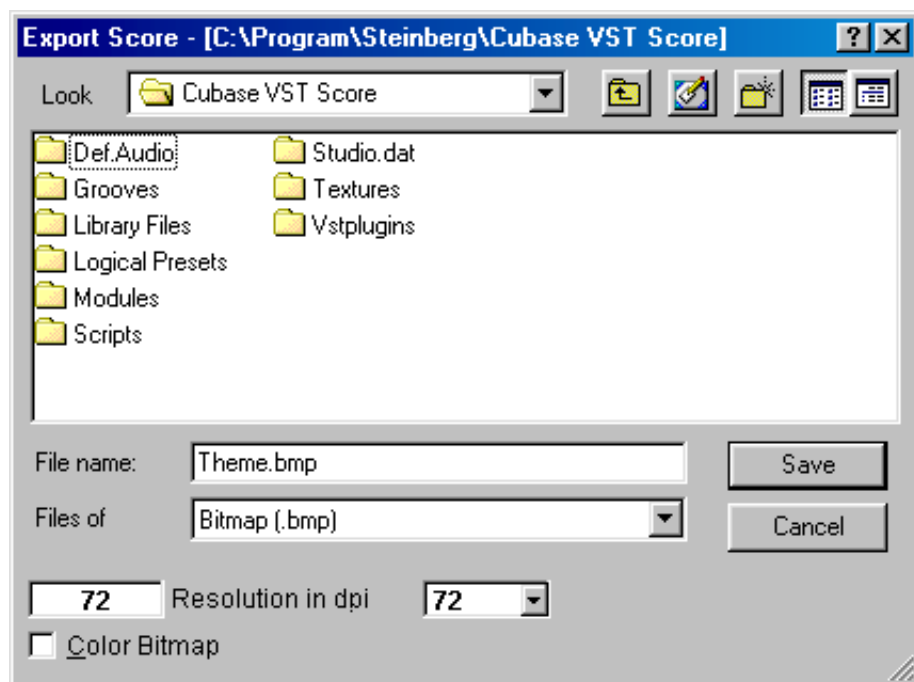 Export Score - [C:\Program\Steinberg\Cubase VST Score]
Look Cubase VST Score
Def.Audio Studio.dat
Grooves Textures
Library Files Vstplugins
Logical Presets
Modules
Scripts
File name: Theme.bmp Save
Files of Bitmap (.bmp) Cancel
72 Resolution in dpi 72
Color Bitmap